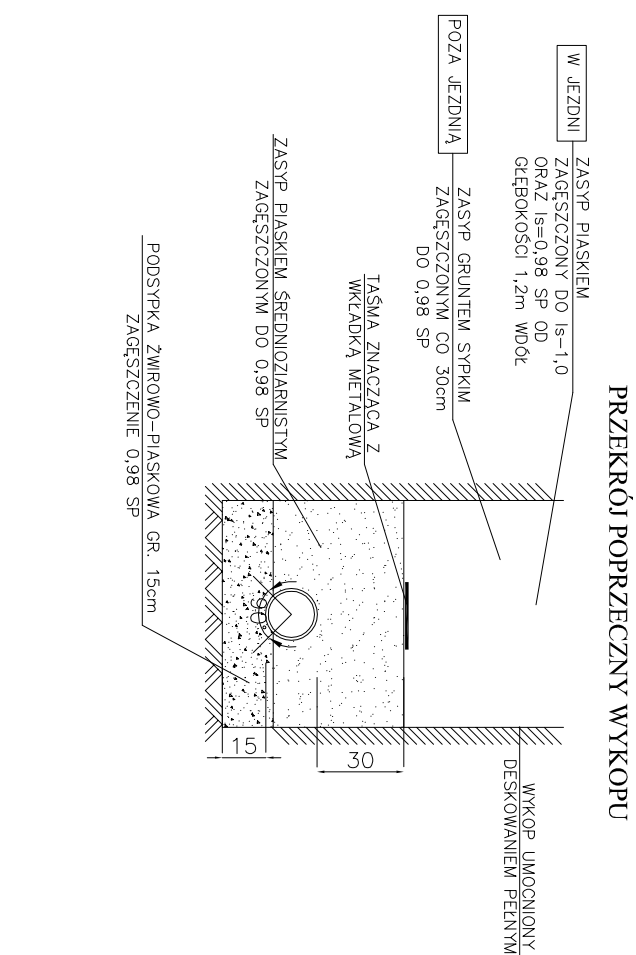 PRZEKRÓJ POPRZECZNY WYKOPU
W JEZDNI
ZASYP PIASKIEM
ZAGĘSZCZONY DO Is-1,0
ORAZ Is=0,98 SP OD
GŁĘBOKOŚCI 1,2m WDÓŁ
POZA JEZDNIĄ
ZASYP GRUNTEM SYPKIM
ZAGĘSZCZONYM CO 30cm
DO 0,98 SP
TAŚMA ZNACZĄCA Z
WKŁADKĄ METALOWĄ
ZASYP PIASKIEM ŚREDNIOZIARNISTYM
ZAGĘSZCZONYM DO 0,98 SP
PODSYPKA ŻWIROWO-PIASKOWA GR. 15cm
ZAGĘSZCZENIE 0,98 SP
WYKOP UMOCNIONY
DESKOWANIEM PEŁNYM
30
15
90°